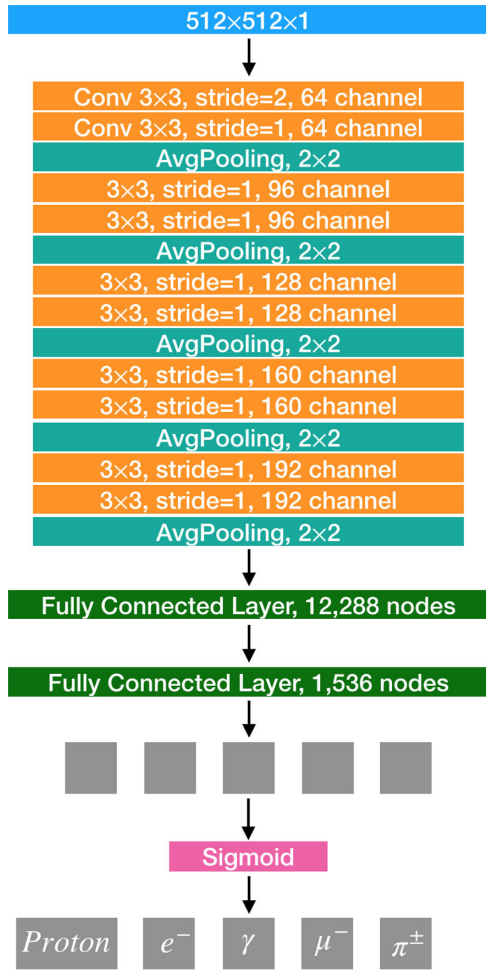 512×512×1
Conv 3×3, stride=2, 64 channel
Conv 3×3, stride=1, 64 channel
AvgPooling, 2×2
3×3, stride=1, 96 channel
3×3, stride=1, 96 channel
AvgPooling, 2×2
3×3, stride=1, 128 channel
3×3, stride=1, 128 channel
AvgPooling, 2×2
3×3, stride=1, 160 channel
3×3, stride=1, 160 channel
AvgPooling, 2×2
3×3, stride=1, 192 channel
3×3, stride=1, 192 channel
AvgPooling, 2×2
Fully Connected Layer, 12,288 nodes
Fully Connected Layer, 1,536 nodes
Sigmoid
Proton e⁻ γ μ⁻ π±